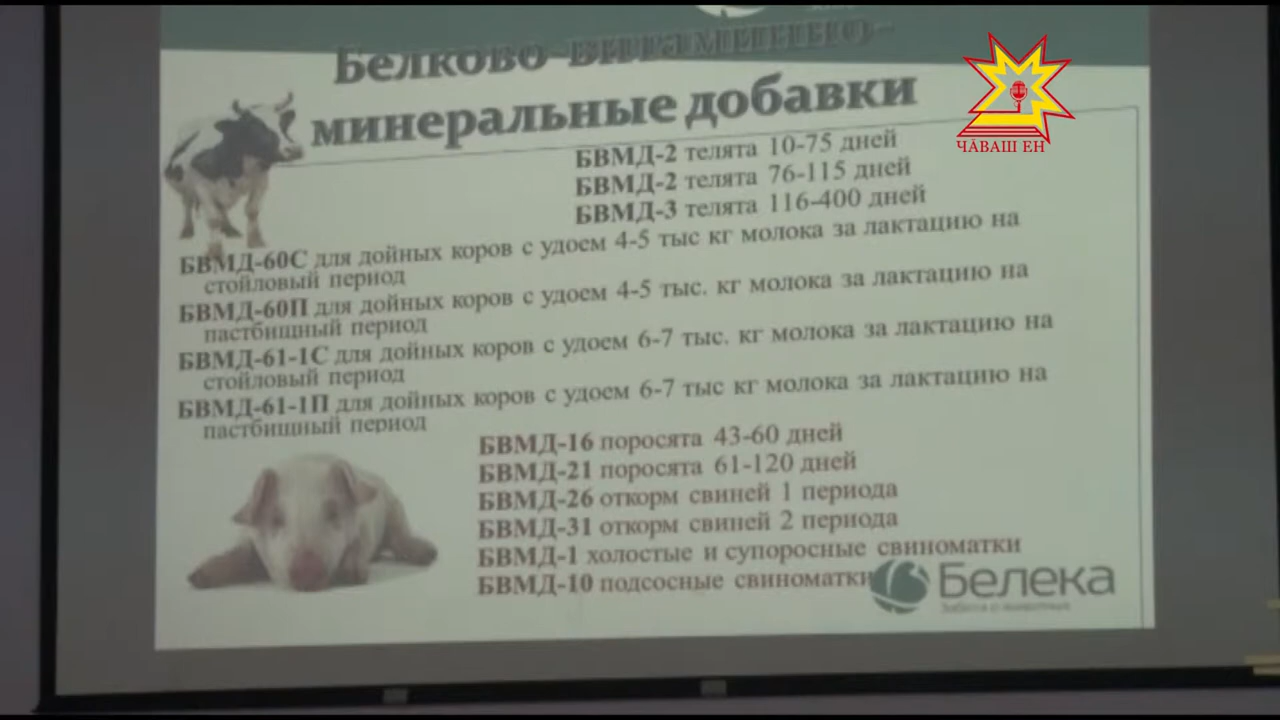 Белково-витаминно-
минеральные добавки
ЧӐВАШ ЕН
БВМД-2 телята 10-75 дней
БВМД-2 телята 76-115 дней
БВМД-3 телята 116-400 дней
БВМД-60С для дойных коров с удоем 4-5 тыс кг молока за лактацию на
стойловый период
БВМД-60П для дойных коров с удоем 4-5 тыс. кг молока за лактацию на
пастбищный период
БВМД-61-1С для дойных коров с удоем 6-7 тыс. кг молока за лактацию на
стойловый период
БВМД-61-1П для дойных коров с удоем 6-7 тыс кг молока за лактацию на
пастбищный период
БВМД-16 поросята 43-60 дней
БВМД-21 поросята 61-120 дней
БВМД-26 откорм свиней 1 периода
БВМД-31 откорм свиней 2 периода
БВМД-1 холостые и супоросные свиноматки
БВМД-10 подсосные свиноматки
Белека
Забота о животных